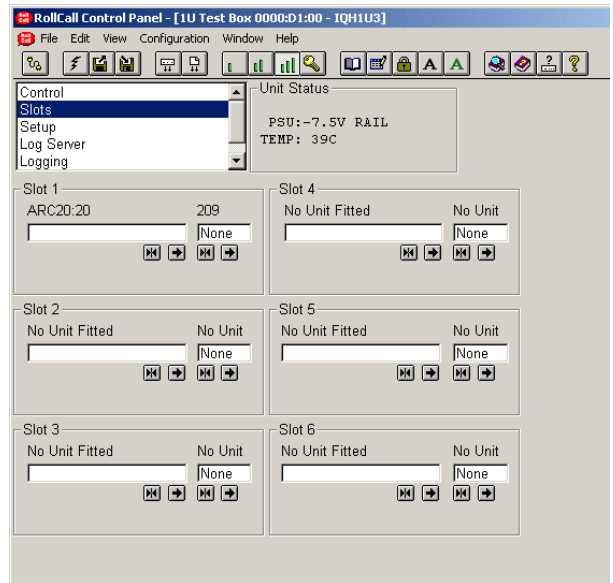 RollCall Control Panel - [1U Test Box 0000:D1:00 - IQH1U3]
File Edit View Configuration Window Help
A A
Control
Slots
Setup
Log Server
Logging
Unit Status
PSU:-7.5V RAIL
TEMP: 39C
Slot 1
ARC20:20 209
None
Slot 4
No Unit Fitted No Unit
None
Slot 2
No Unit Fitted No Unit
None
Slot 5
No Unit Fitted No Unit
None
Slot 3
No Unit Fitted No Unit
None
Slot 6
No Unit Fitted No Unit
None